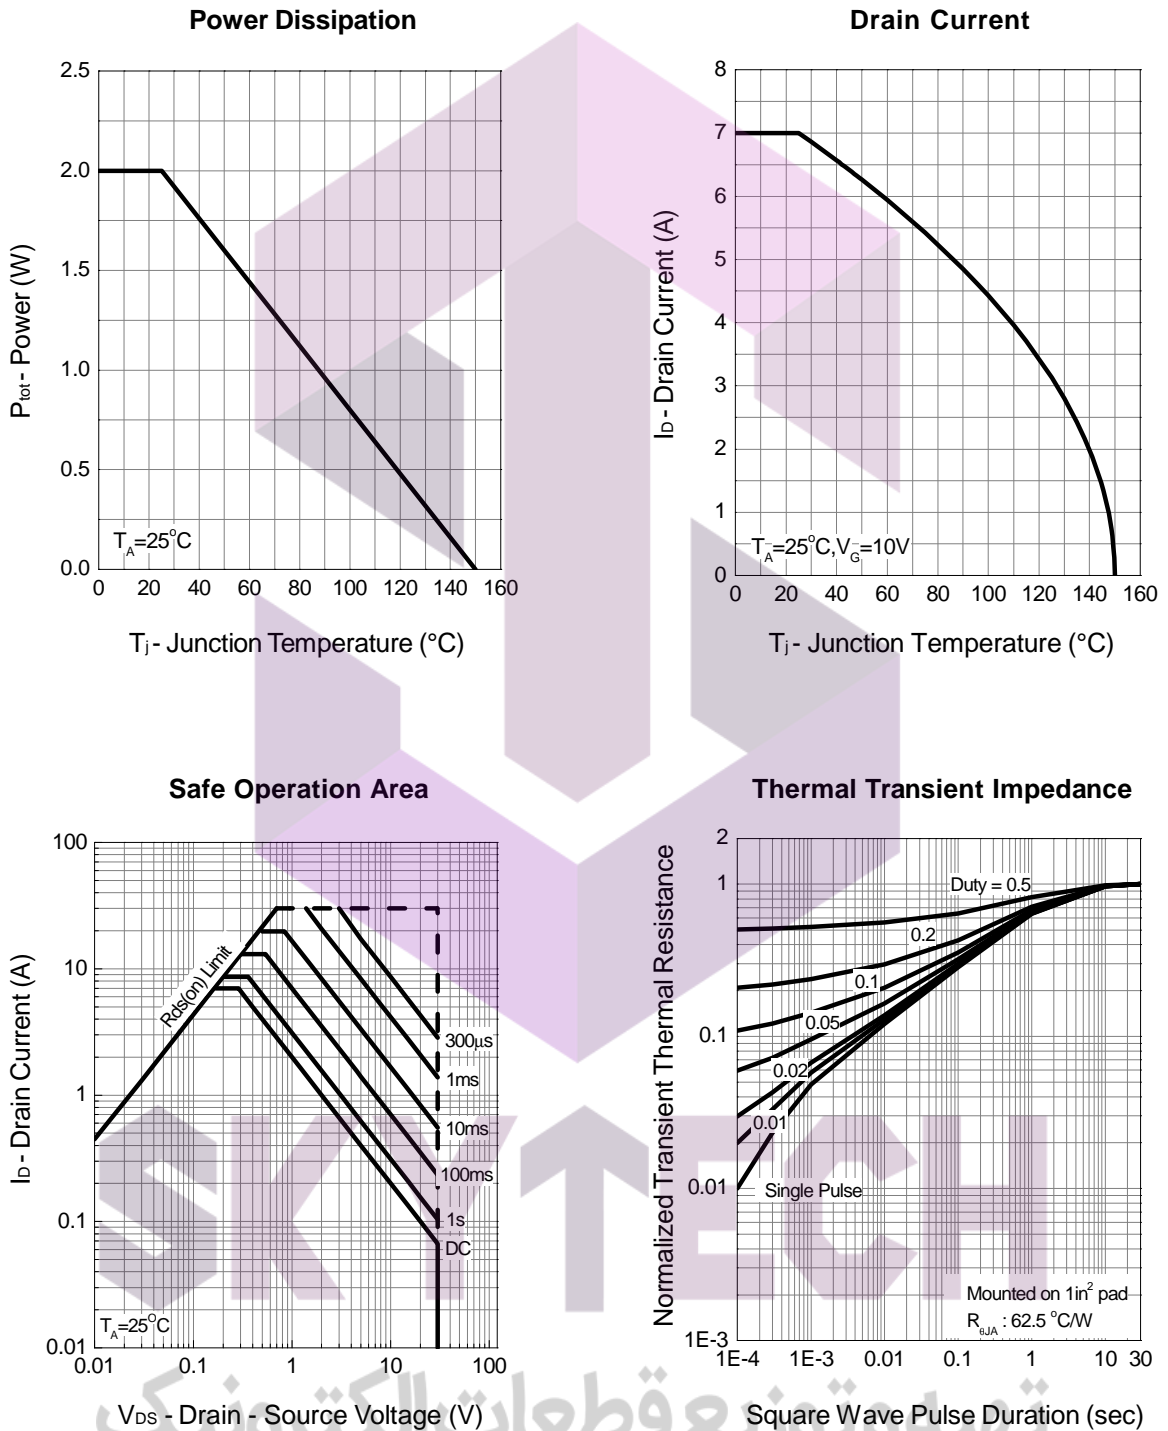 Power Dissipation
2.5
2.0
1.5
1.0
0.5
0.0
Ptot - Power (W)
TA=25oC
0 20 40 60 80 100 120 140 160
Tj - Junction Temperature (°C)
Drain Current
8
7
6
5
4
3
2
1
0
ID - Drain Current (A)
TA=25oC,VG=10V
0 20 40 60 80 100 120 140 160
Tj - Junction Temperature (°C)
Safe Operation Area
100
10
1
0.1
0.01
ID - Drain Current (A)
Rds(on) Limit
300μs
1ms
10ms
100ms
1s
DC
TA=25oC
0.01 0.1 1 10 100
VDS - Drain - Source Voltage (V)
Thermal Transient Impedance
2
1
0.1
0.01
1E-3
Normalized Transient Thermal Resistance
Duty = 0.5
0.2
0.1
0.05
0.02
0.01
Single Pulse
Mounted on 1in2 pad
RθJA : 62.5 oC/W
1E-4 1E-3 0.01 0.1 1 10 30
Square Wave Pulse Duration (sec)
SKYTECH